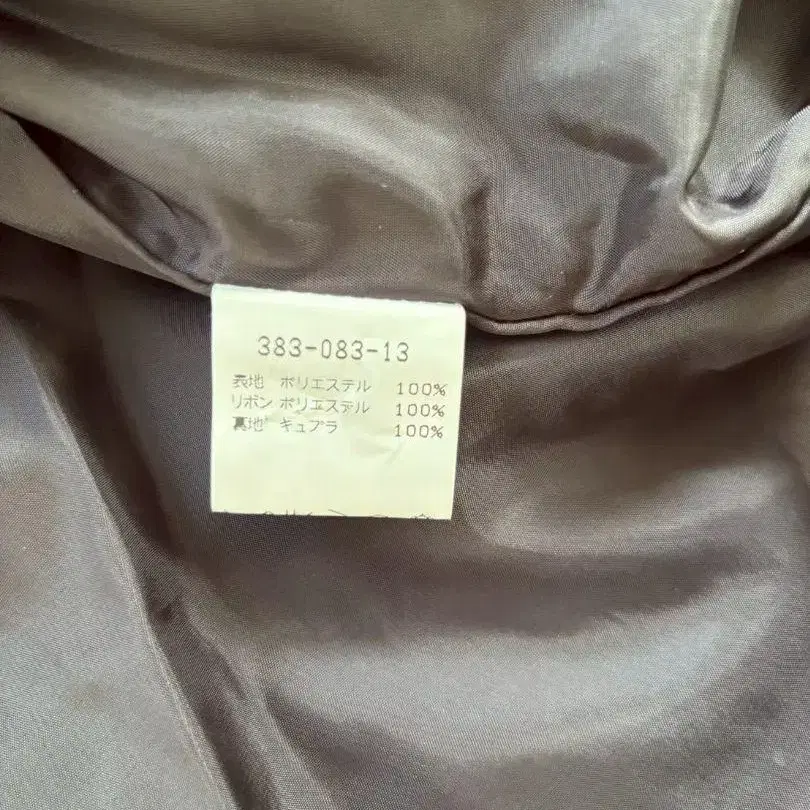 383-083-13
表地 ポリエステル 100%
リボン ポリエステル 100%
裏地 キュプラ 100%